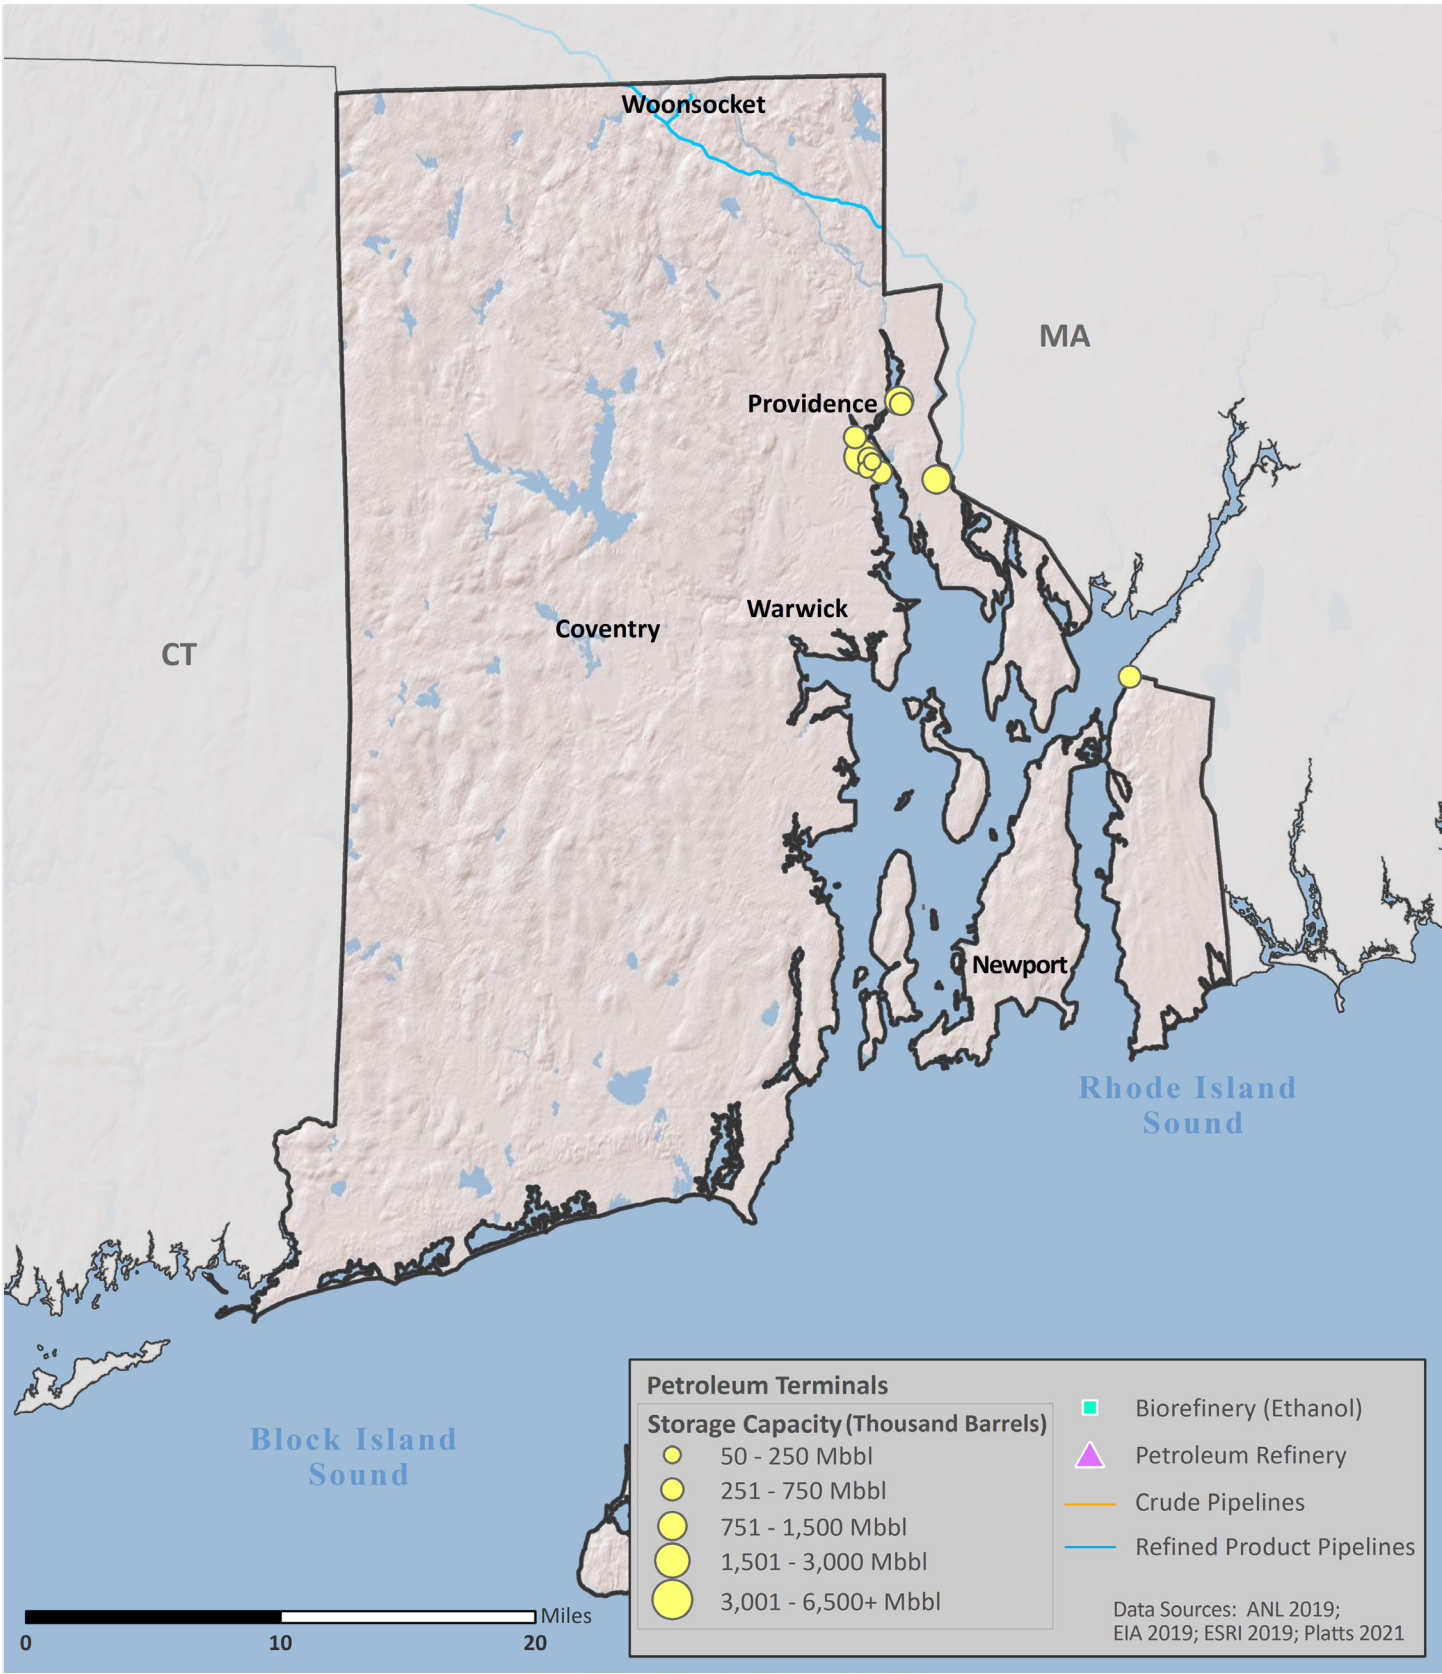 Woonsocket
MA
Providence
Warwick
Coventry
CT
Newport
Rhode Island
Sound
Block Island
Sound
Petroleum Terminals
Storage Capacity (Thousand Barrels)
50 - 250 Mbbl
251 - 750 Mbbl
751 - 1,500 Mbbl
1,501 - 3,000 Mbbl
3,001 - 6,500+ Mbbl
Biorefinery (Ethanol)
Petroleum Refinery
Crude Pipelines
Refined Product Pipelines
Data Sources: ANL 2019;
EIA 2019; ESRI 2019; Platts 2021
Miles
0 10 20